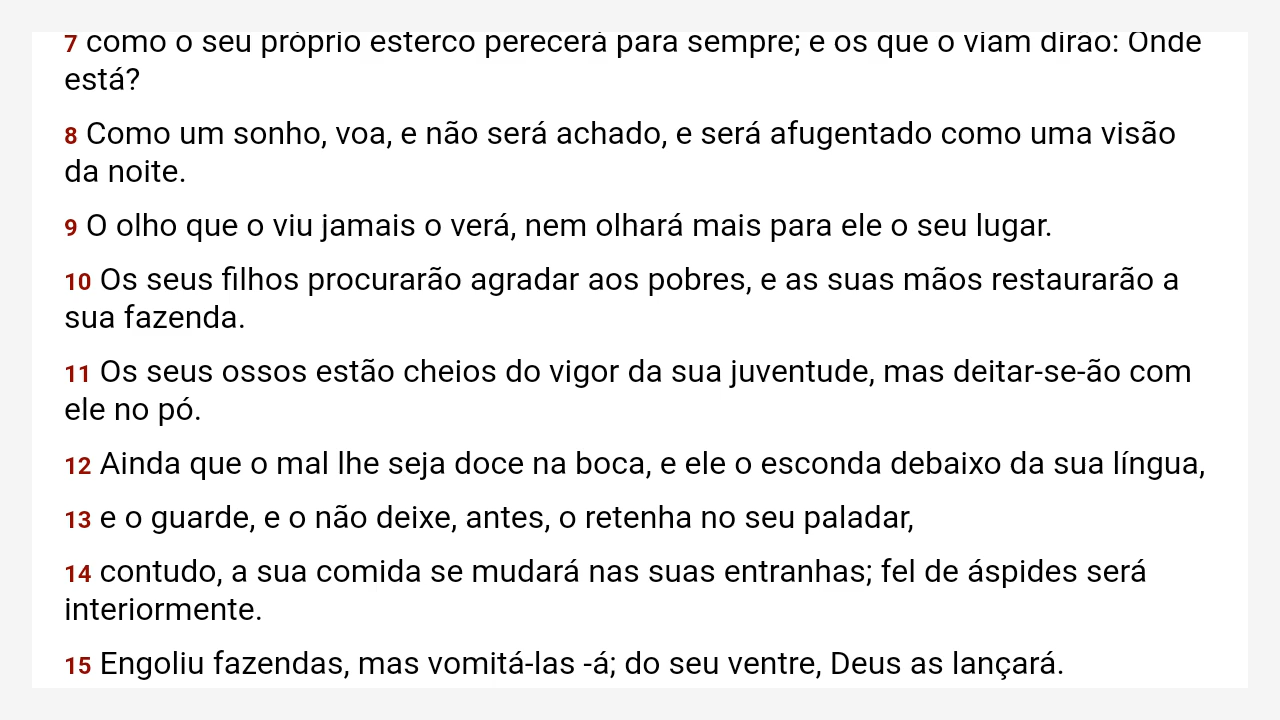 7 como o seu próprio esterco perecerá para sempre; e os que o viam dirão: Onde
está?
8 Como um sonho, voa, e não será achado, e será afugentado como uma visão
da noite.
9 O olho que o viu jamais o verá, nem olhará mais para ele o seu lugar.
10 Os seus filhos procurarão agradar aos pobres, e as suas mãos restaurarão a
sua fazenda.
11 Os seus ossos estão cheios do vigor da sua juventude, mas deitar-se-ão com
ele no pó.
12 Ainda que o mal lhe seja doce na boca, e ele o esconda debaixo da sua língua,
13 e o guarde, e o não deixe, antes, o retenha no seu paladar,
14 contudo, a sua comida se mudará nas suas entranhas; fel de áspides será
interiormente.
15 Engoliu fazendas, mas vomitá-las -á; do seu ventre, Deus as lançará.